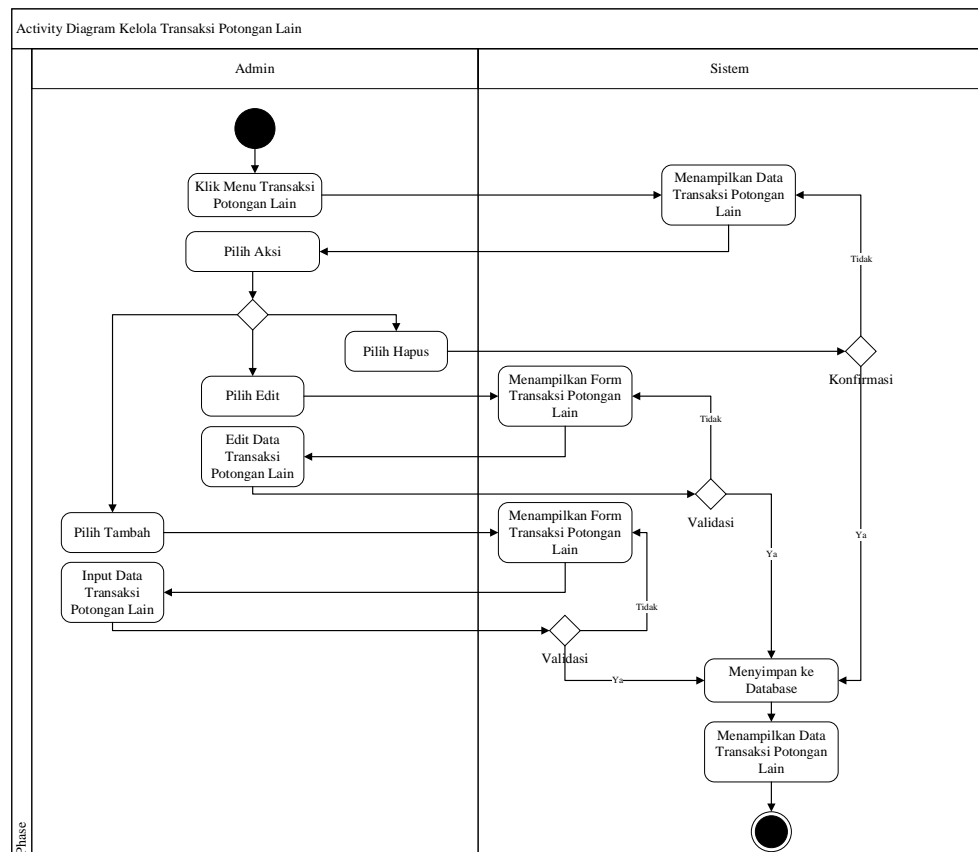 Activity Diagram Kelola Transaksi Potongan Lain
Admin
Sistem
Klik Menu Transaksi
Potongan Lain
Menampilkan Data
Transaksi Potongan
Lain
Pilih Aksi
Tidak
Pilih Hapus
Konfirmasi
Pilih Edit
Menampilkan Form
Transaksi Potongan
Lain
Tidak
Edit Data
Transaksi
Potongan Lain
Validasi
Pilih Tambah
Menampilkan Form
Transaksi Potongan
Lain
Ya
Ya
Input Data
Transaksi
Potongan Lain
Tidak
Validasi
Ya
Menyimpan ke
Database
Menampilkan Data
Transaksi Potongan
Lain
Phase